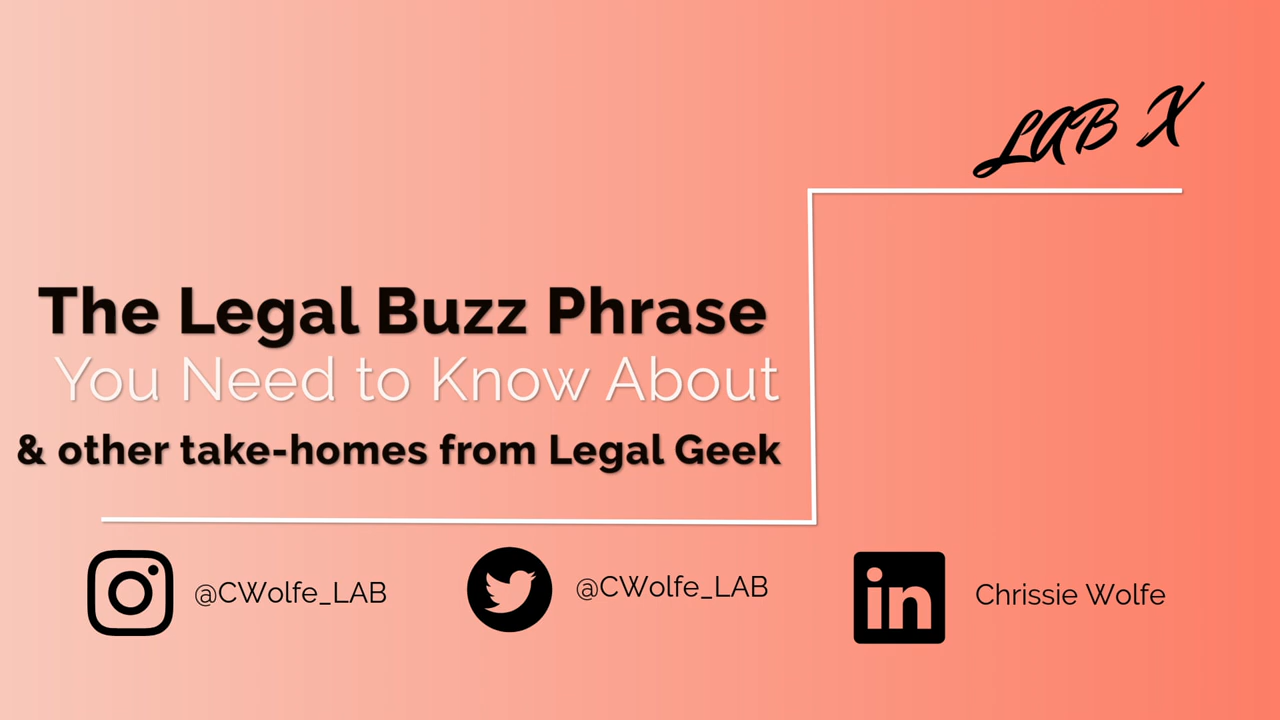 LAB X
The Legal Buzz Phrase
You Need to Know About
& other take-homes from Legal Geek
@CWolfe_LAB
@CWolfe_LAB
in
Chrissie Wolfe